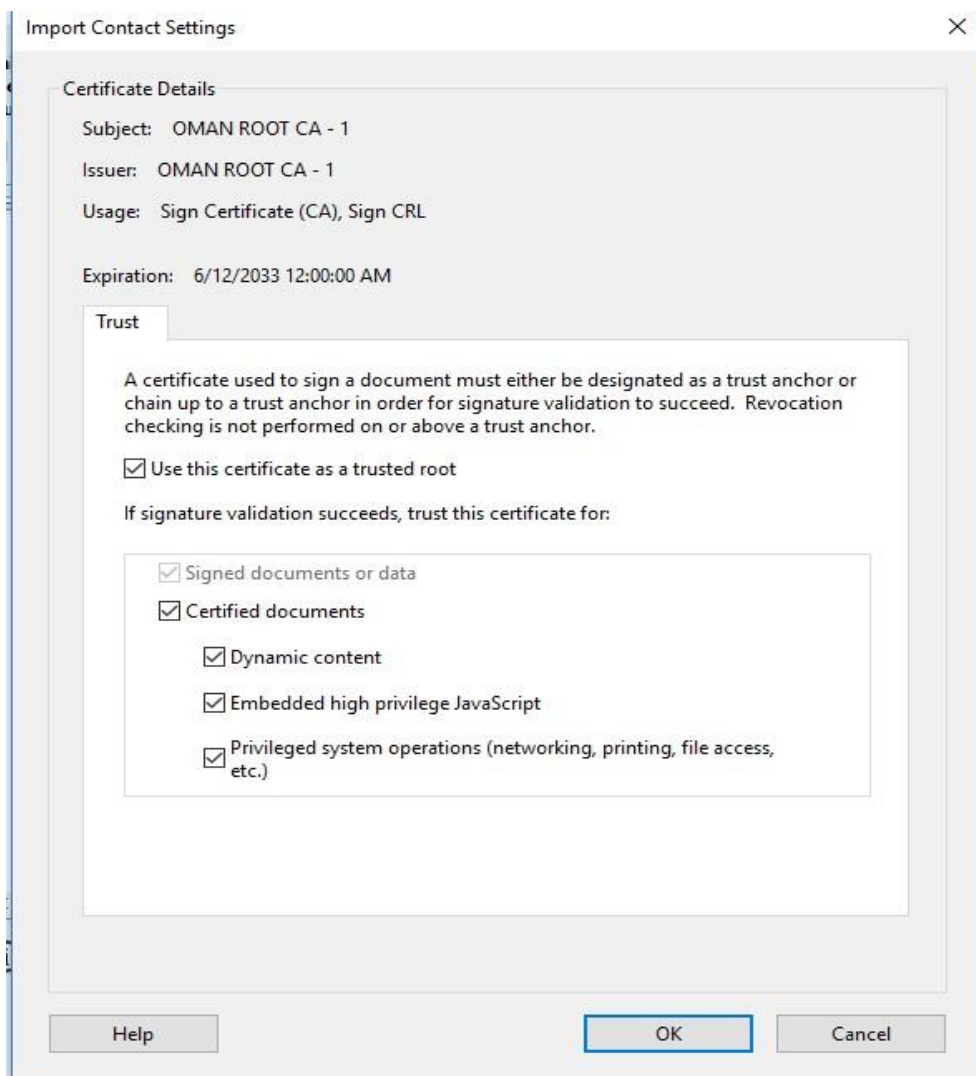 Import Contact Settings
Certificate Details
Subject: OMAN ROOT CA - 1
Issuer: OMAN ROOT CA - 1
Usage: Sign Certificate (CA), Sign CRL
Expiration: 6/12/2033 12:00:00 AM
Trust
A certificate used to sign a document must either be designated as a trust anchor or
chain up to a trust anchor in order for signature validation to succeed. Revocation
checking is not performed on or above a trust anchor.
Use this certificate as a trusted root
If signature validation succeeds, trust this certificate for:
Signed documents or data
Certified documents
Dynamic content
Embedded high privilege JavaScript
Privileged system operations (networking, printing, file access,
etc.)
Help
OK
Cancel